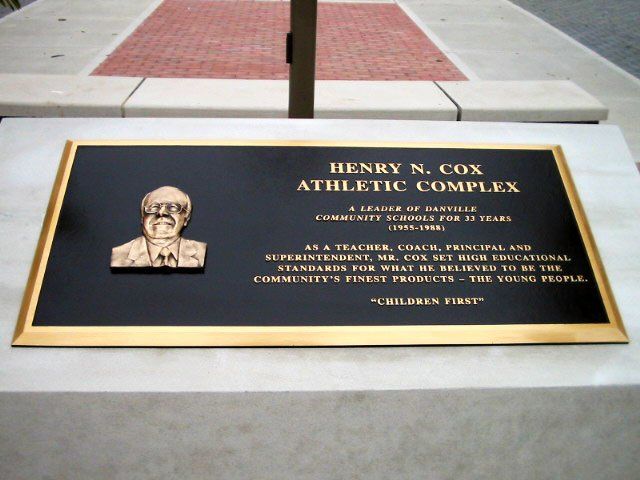 HENRY N. COX
ATHLETIC COMPLEX
A LEADER OF DANVILLE
COMMUNITY SCHOOLS FOR 33 YEARS
(1955-1988)
AS A TEACHER, COACH, PRINCIPAL AND
SUPERINTENDENT, MR. COX SET HIGH EDUCATIONAL
STANDARDS FOR WHAT HE BELIEVED TO BE THE
COMMUNITY'S FINEST PRODUCTS – THE YOUNG PEOPLE.
"CHILDREN FIRST"